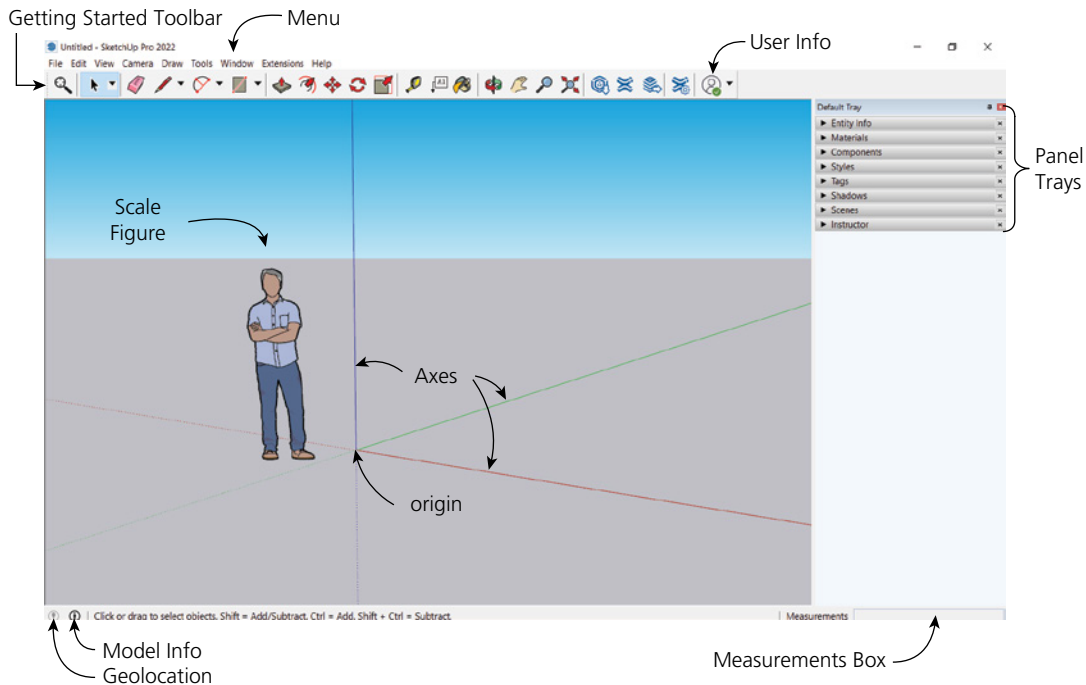 Getting Started Toolbar
Menu
User Info
Untitled - SketchUp Pro 2022
File Edit View Camera Draw Tools Window Extensions Help
A1
Default Tray
Entity Info
Materials
Components
Styles
Tags
Shadows
Scenes
Instructor
Panel
Trays
Scale
Figure
Axes
origin
Click or drag to select objects. Shift = Add/Subtract. Ctrl = Add. Shift + Ctrl = Subtract.
Measurements
Model Info
Geolocation
Measurements Box